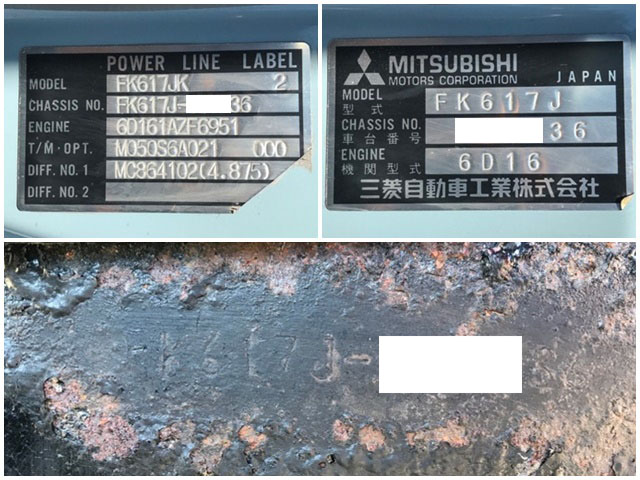 POWER LINE LABEL
MODEL FK617JK 2
CHASSIS NO. FK617J- 36
ENGINE 6D161AZF6951
T/M·OPT. M050S6A021 000
DIFF. NO. 1 MC864102(4.875)
DIFF. NO. 2
MITSUBISHI
MOTORS CORPORATION JAPAN
MODEL
型式 FK617J
CHASSIS NO.
車台番号 36
ENGINE
機関型式 6D16
三菱自動車工業株式会社
FK617J-